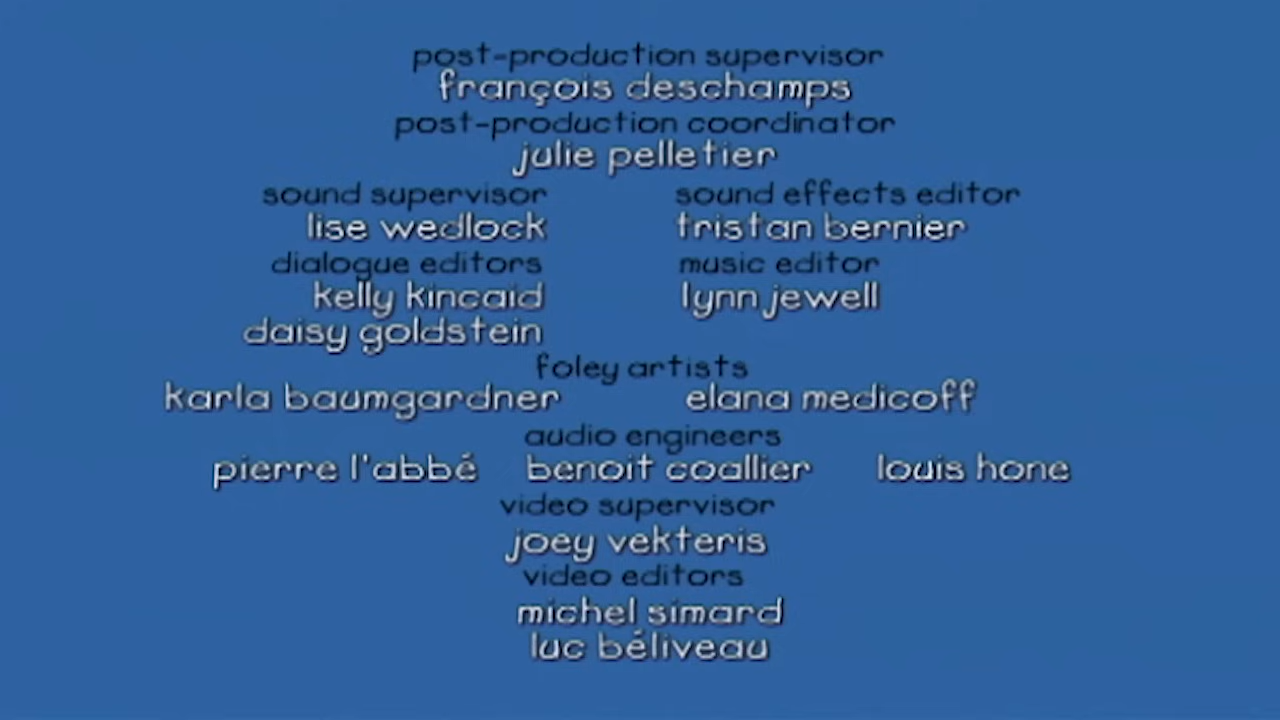 post-production supervisor
françois deschamps
post-production coordinator
julie pelletier
sound supervisor
lise wedlock
sound effects editor
tristan bernier
dialogue editors
kelly kincaid
daisy goldstein
music editor
lynn jewell
foley artists
karla baumgardner elana medicoff
audio engineers
pierre l'abbé benoit coallier louis hone
video supervisor
joey vekteris
video editors
michel simard
luc béliveau